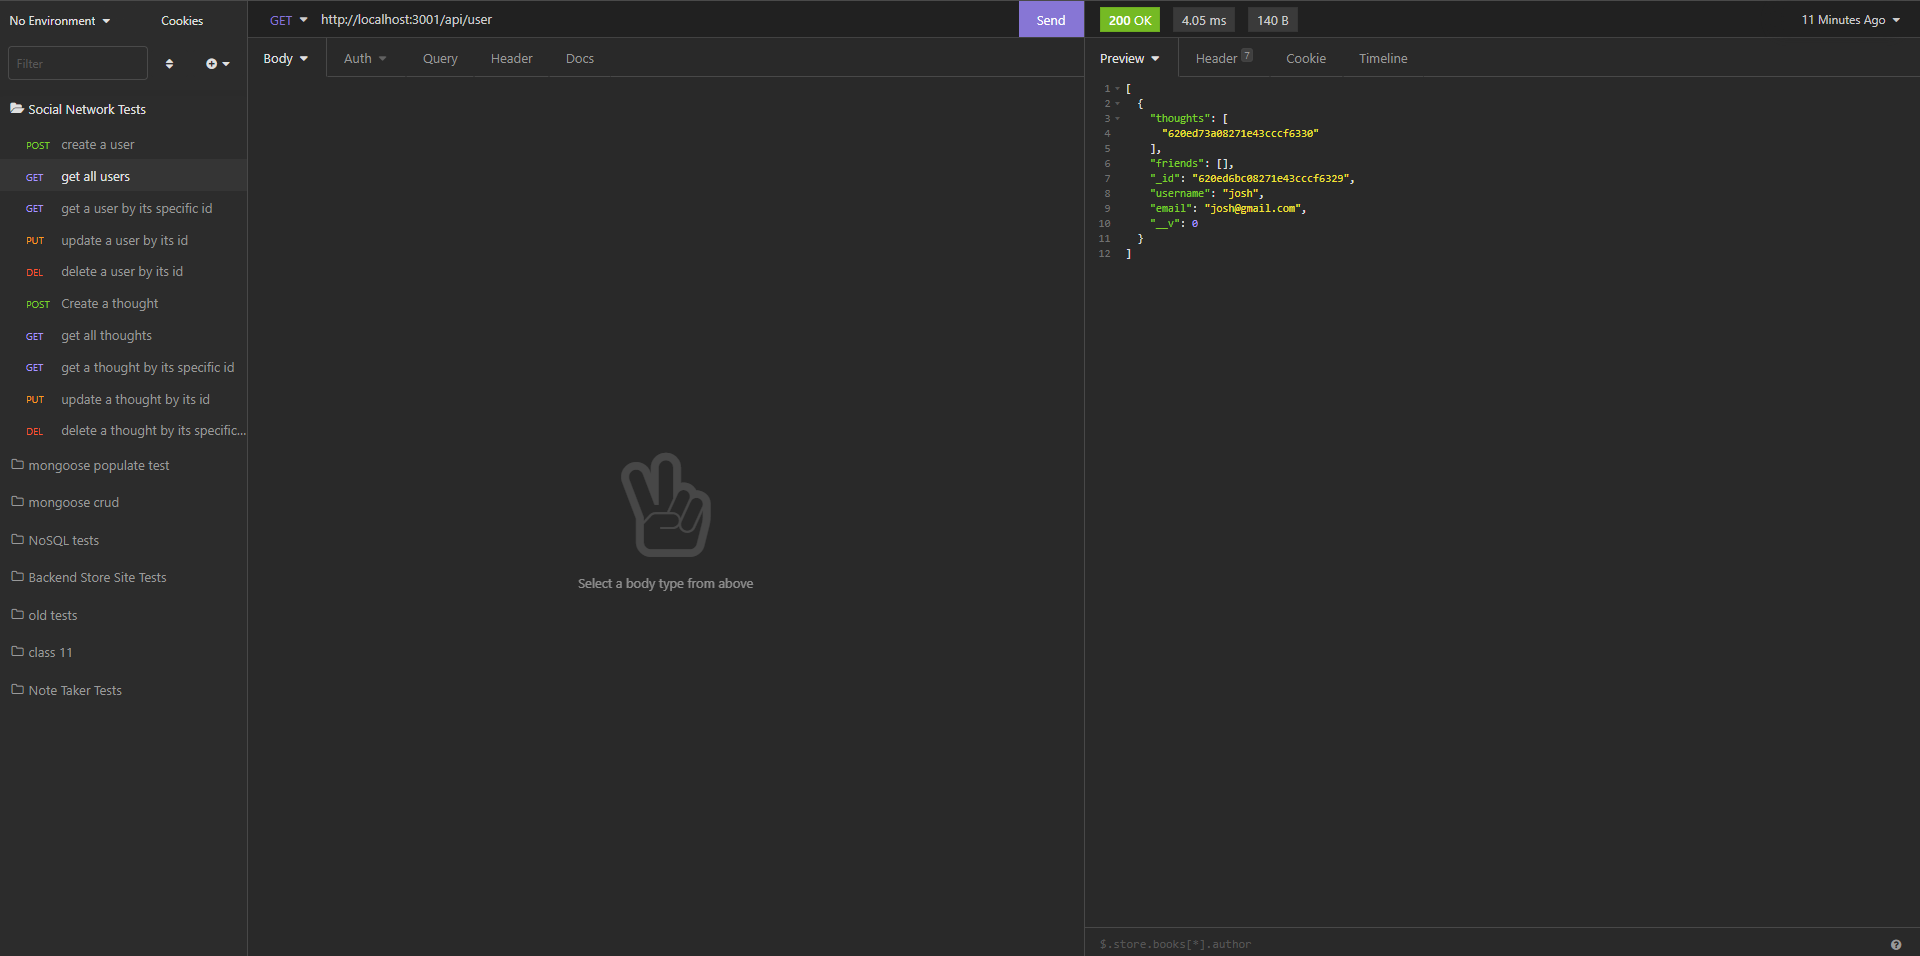 No Environment
Cookies
Filter
Social Network Tests
POST create a user
GET get all users
GET get a user by its specific id
PUT update a user by its id
DEL delete a user by its id
POST Create a thought
GET get all thoughts
GET get a thought by its specific id
PUT update a thought by its id
DEL delete a thought by its specific...
mongoose populate test
mongoose crud
NoSQL tests
Backend Store Site Tests
old tests
class 11
Note Taker Tests
GET http://localhost:3001/api/user Send
Body Auth Query Header Docs
Select a body type from above
200 OK 4.05 ms 140 B 11 Minutes Ago
Preview Header 7 Cookie Timeline
1 [
2 {
3 "thoughts": [
4 "620ed73a08271e43cccf6330"
5 ],
6 "friends": [],
7 "_id": "620ed6bc08271e43cccf6329",
8 "username": "josh",
9 "email": "josh@gmail.com",
10 "__v": 0
11 }
12 ]
$.store.books[*].author
?